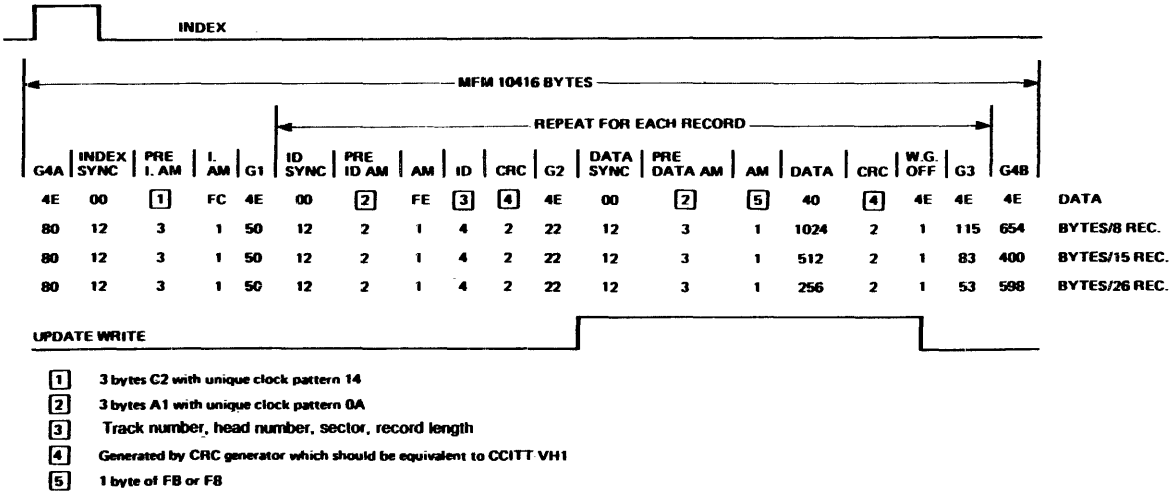 INDEX
MFM 10416 BYTES
REPEAT FOR EACH RECORD
G4A INDEX SYNC PRE I. AM I. AM G1 ID SYNC PRE ID AM AM ID CRC G2 DATA SYNC PRE DATA AM AM DATA CRC W.G. OFF G3 G4B
4E 00 1 FC 4E 00 2 FE 3 4 4E 00 2 5 40 4 4E 4E 4E DATA
80 12 3 1 50 12 2 1 4 2 22 12 3 1 1024 2 1 115 654 BYTES/8 REC.
80 12 3 1 50 12 2 1 4 2 22 12 3 1 512 2 1 83 400 BYTES/15 REC.
80 12 3 1 50 12 2 1 4 2 22 12 3 1 256 2 1 53 598 BYTES/26 REC.
UPDATE WRITE
1 3 bytes C2 with unique clock pattern 14
2 3 bytes A1 with unique clock pattern 0A
3 Track number, head number, sector, record length
4 Generated by CRC generator which should be equivalent to CCITT VH1
5 1 byte of FB or F8